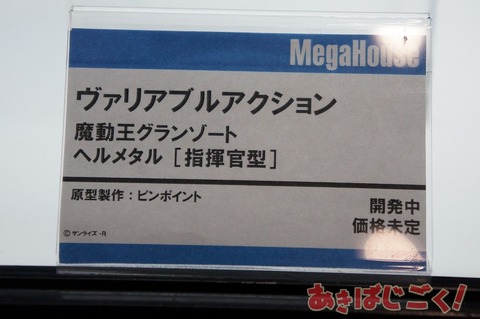 MegaHouse
ヴァリアブルアクション
魔動王グランゾート
ヘルメタル [指揮官型]
原型製作：ピンポイント
開発中
価格未定
©サンライズ・R
あきばじごく!